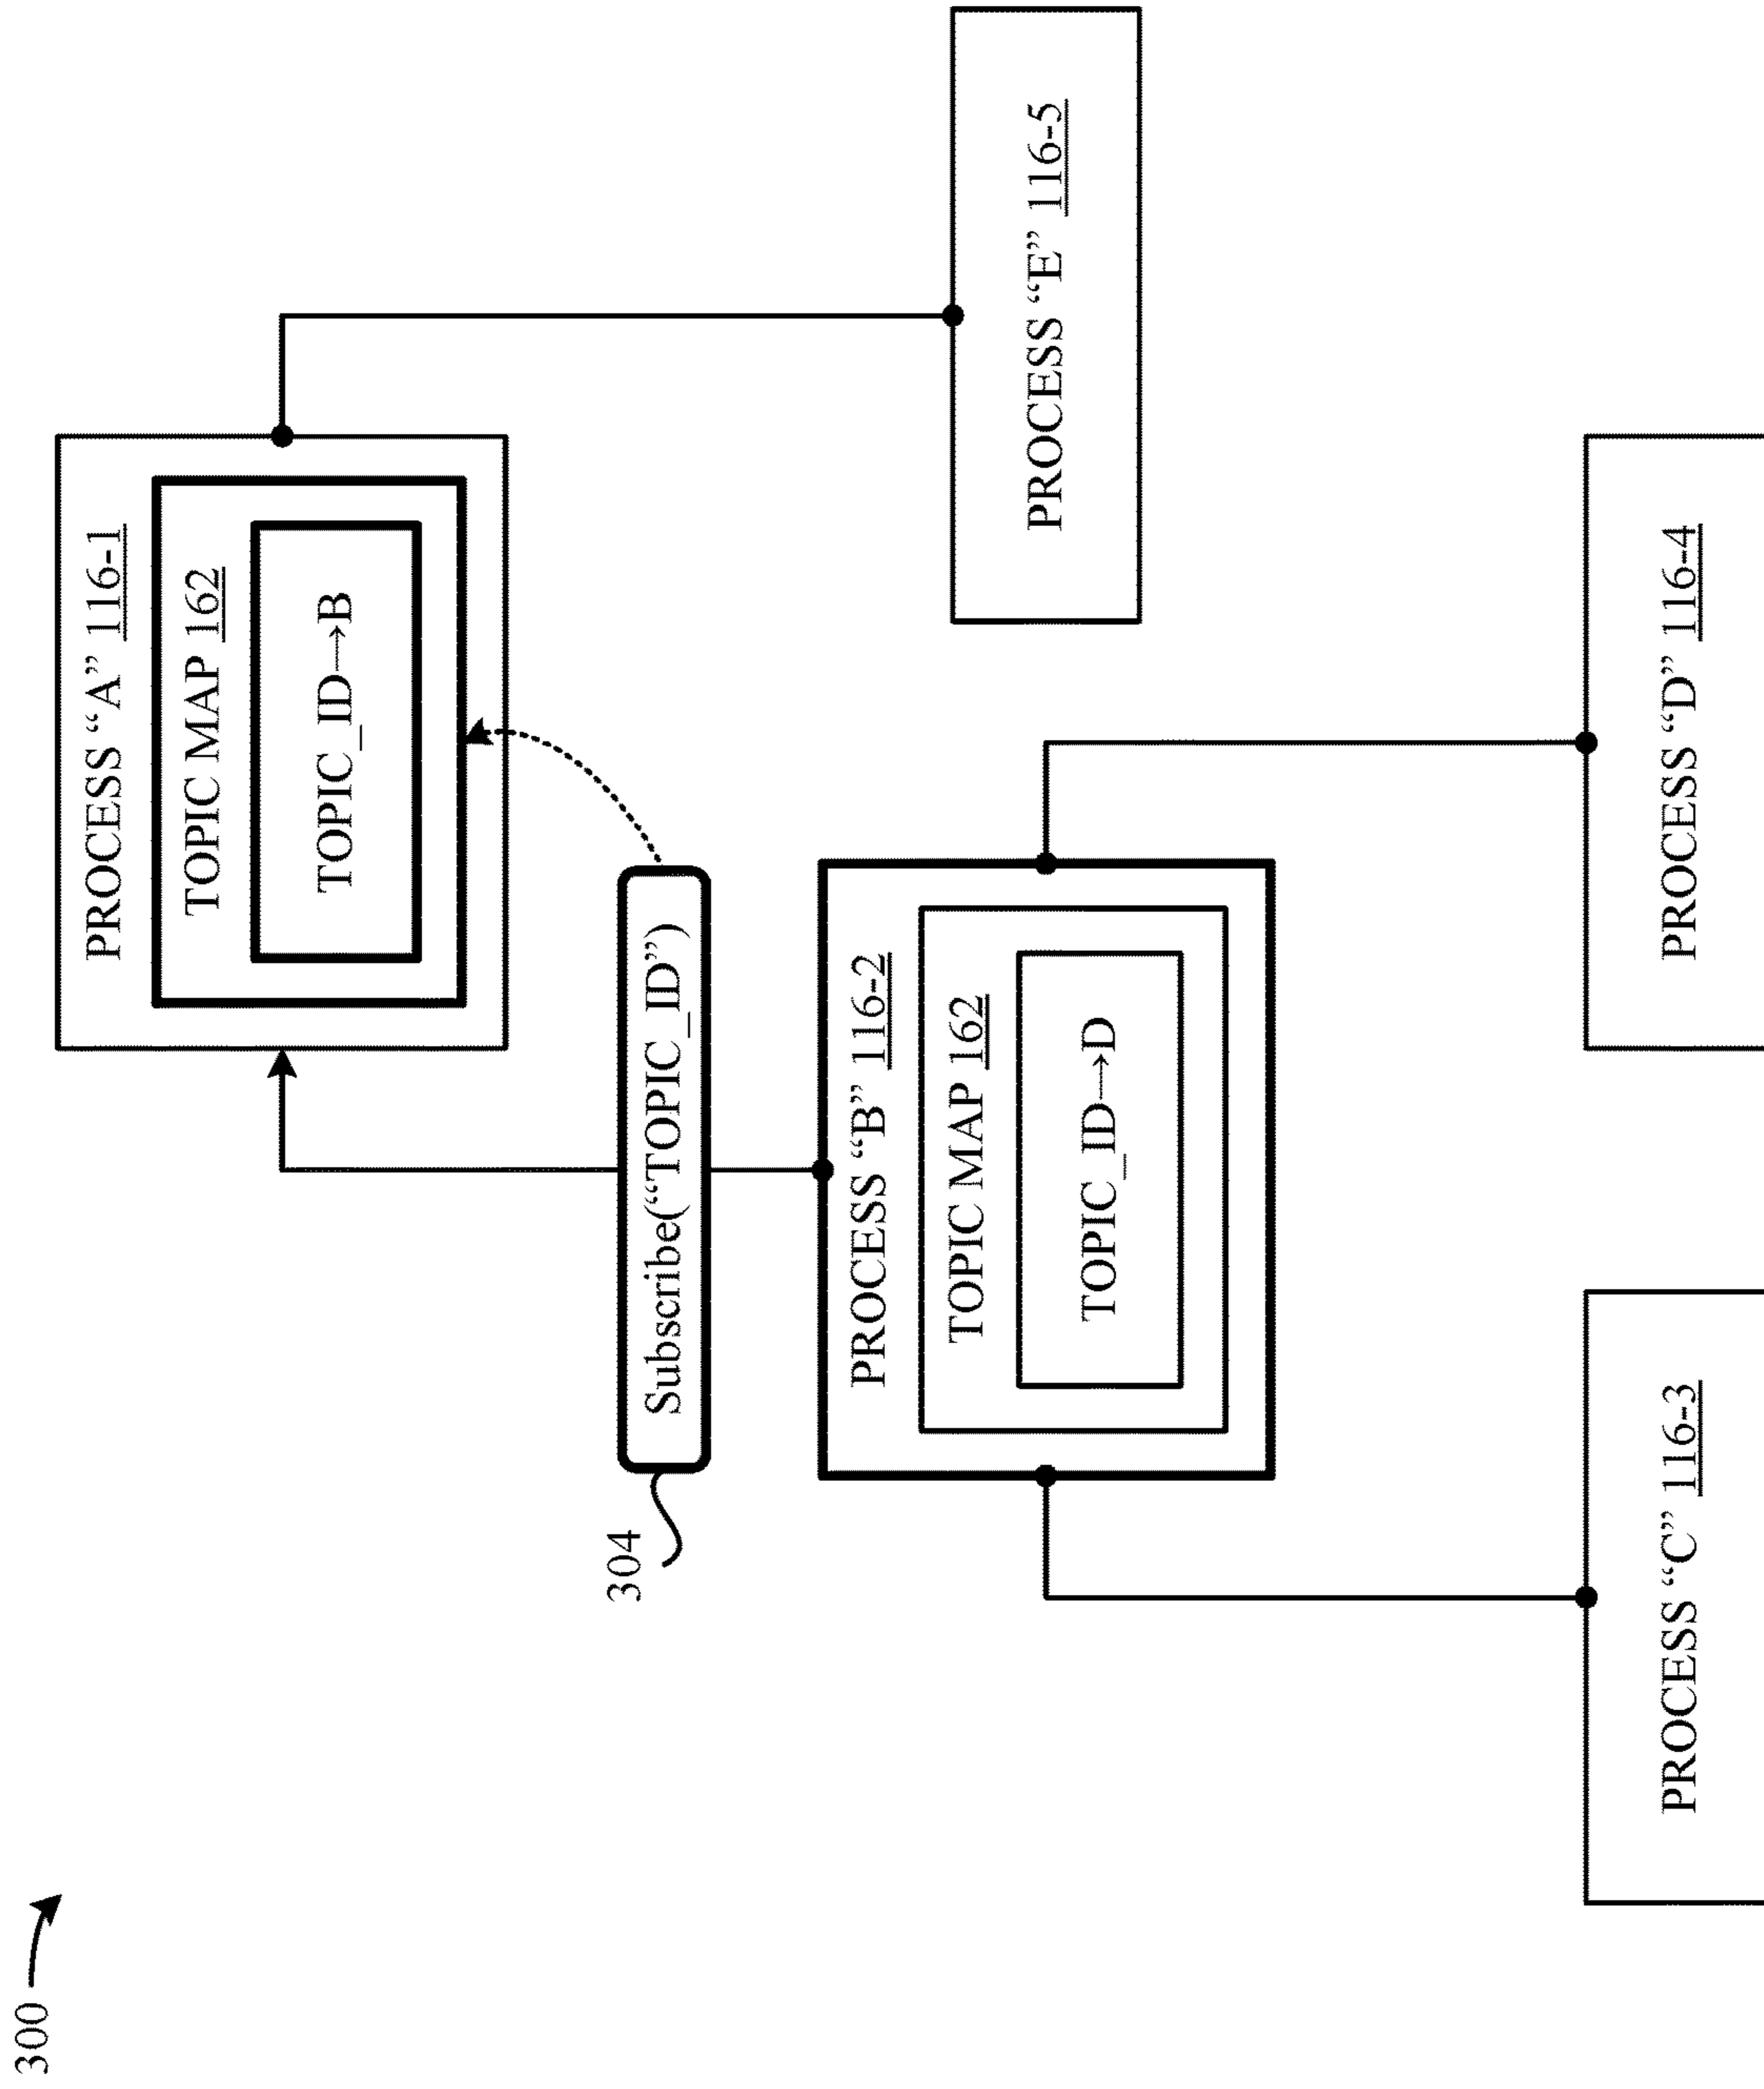 300
PROCESS “A” 116-1
TOPIC MAP 162
TOPIC_ID→B
304
Subscribe(“TOPIC_ID”)
PROCESS “B” 116-2
TOPIC MAP 162
TOPIC_ID→D
PROCESS “E” 116-5
PROCESS “C” 116-3
PROCESS “D” 116-4